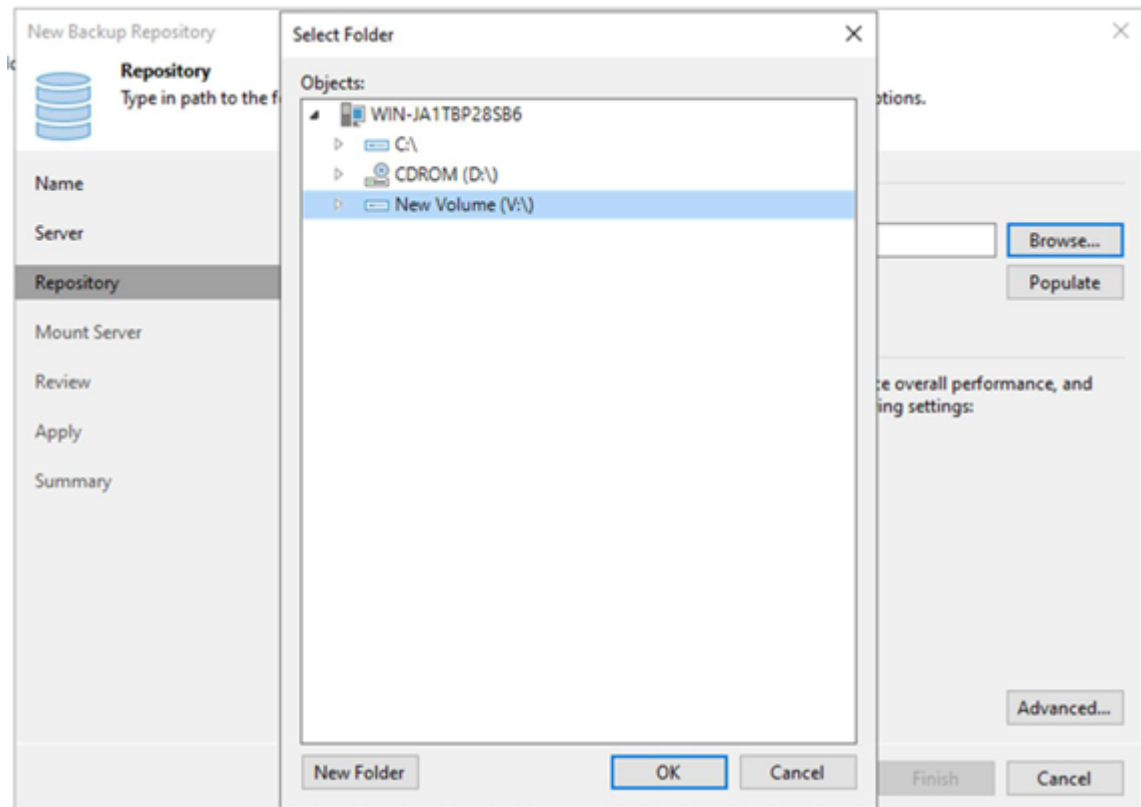 New Backup Repository
Repository
Type in path to the f
ptions.
Name
Server
Repository
Mount Server
Review
Apply
Summary
Select Folder
Objects:
WIN-JA1TBP28SB6
C:\
CDROM (D:\)
New Volume (V:\)
New Folder
OK
Cancel
Browse...
Populate
e overall performance, and
ing settings:
Advanced...
Finish
Cancel